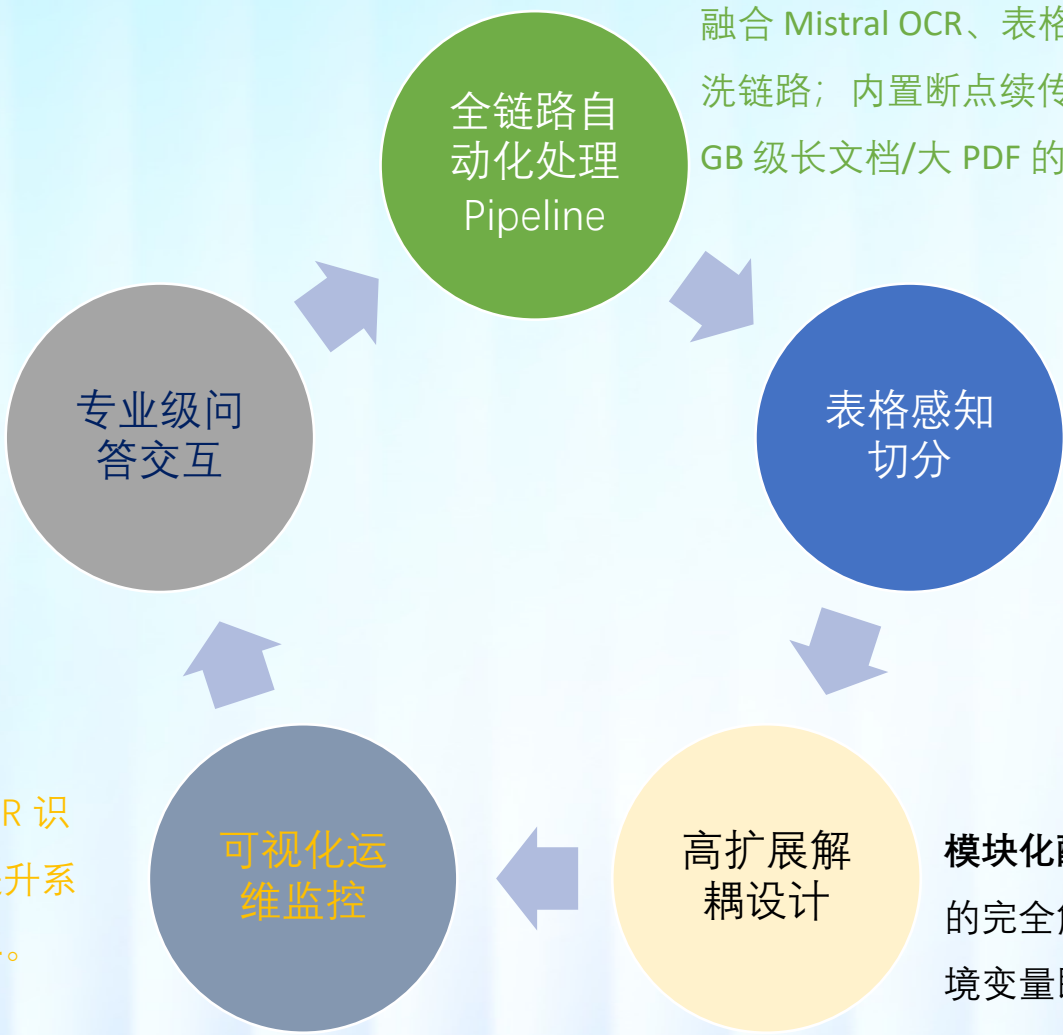 融合 Mistral OCR、表格
洗链路；内置断点续传
GB 级长文档/大 PDF 的
全链路自
动化处理
Pipeline
专业级问
答交互
表格感知
切分
R 识
升系
。
可视化运
维监控
高扩展解
耦设计
模块化
的完全
境变量